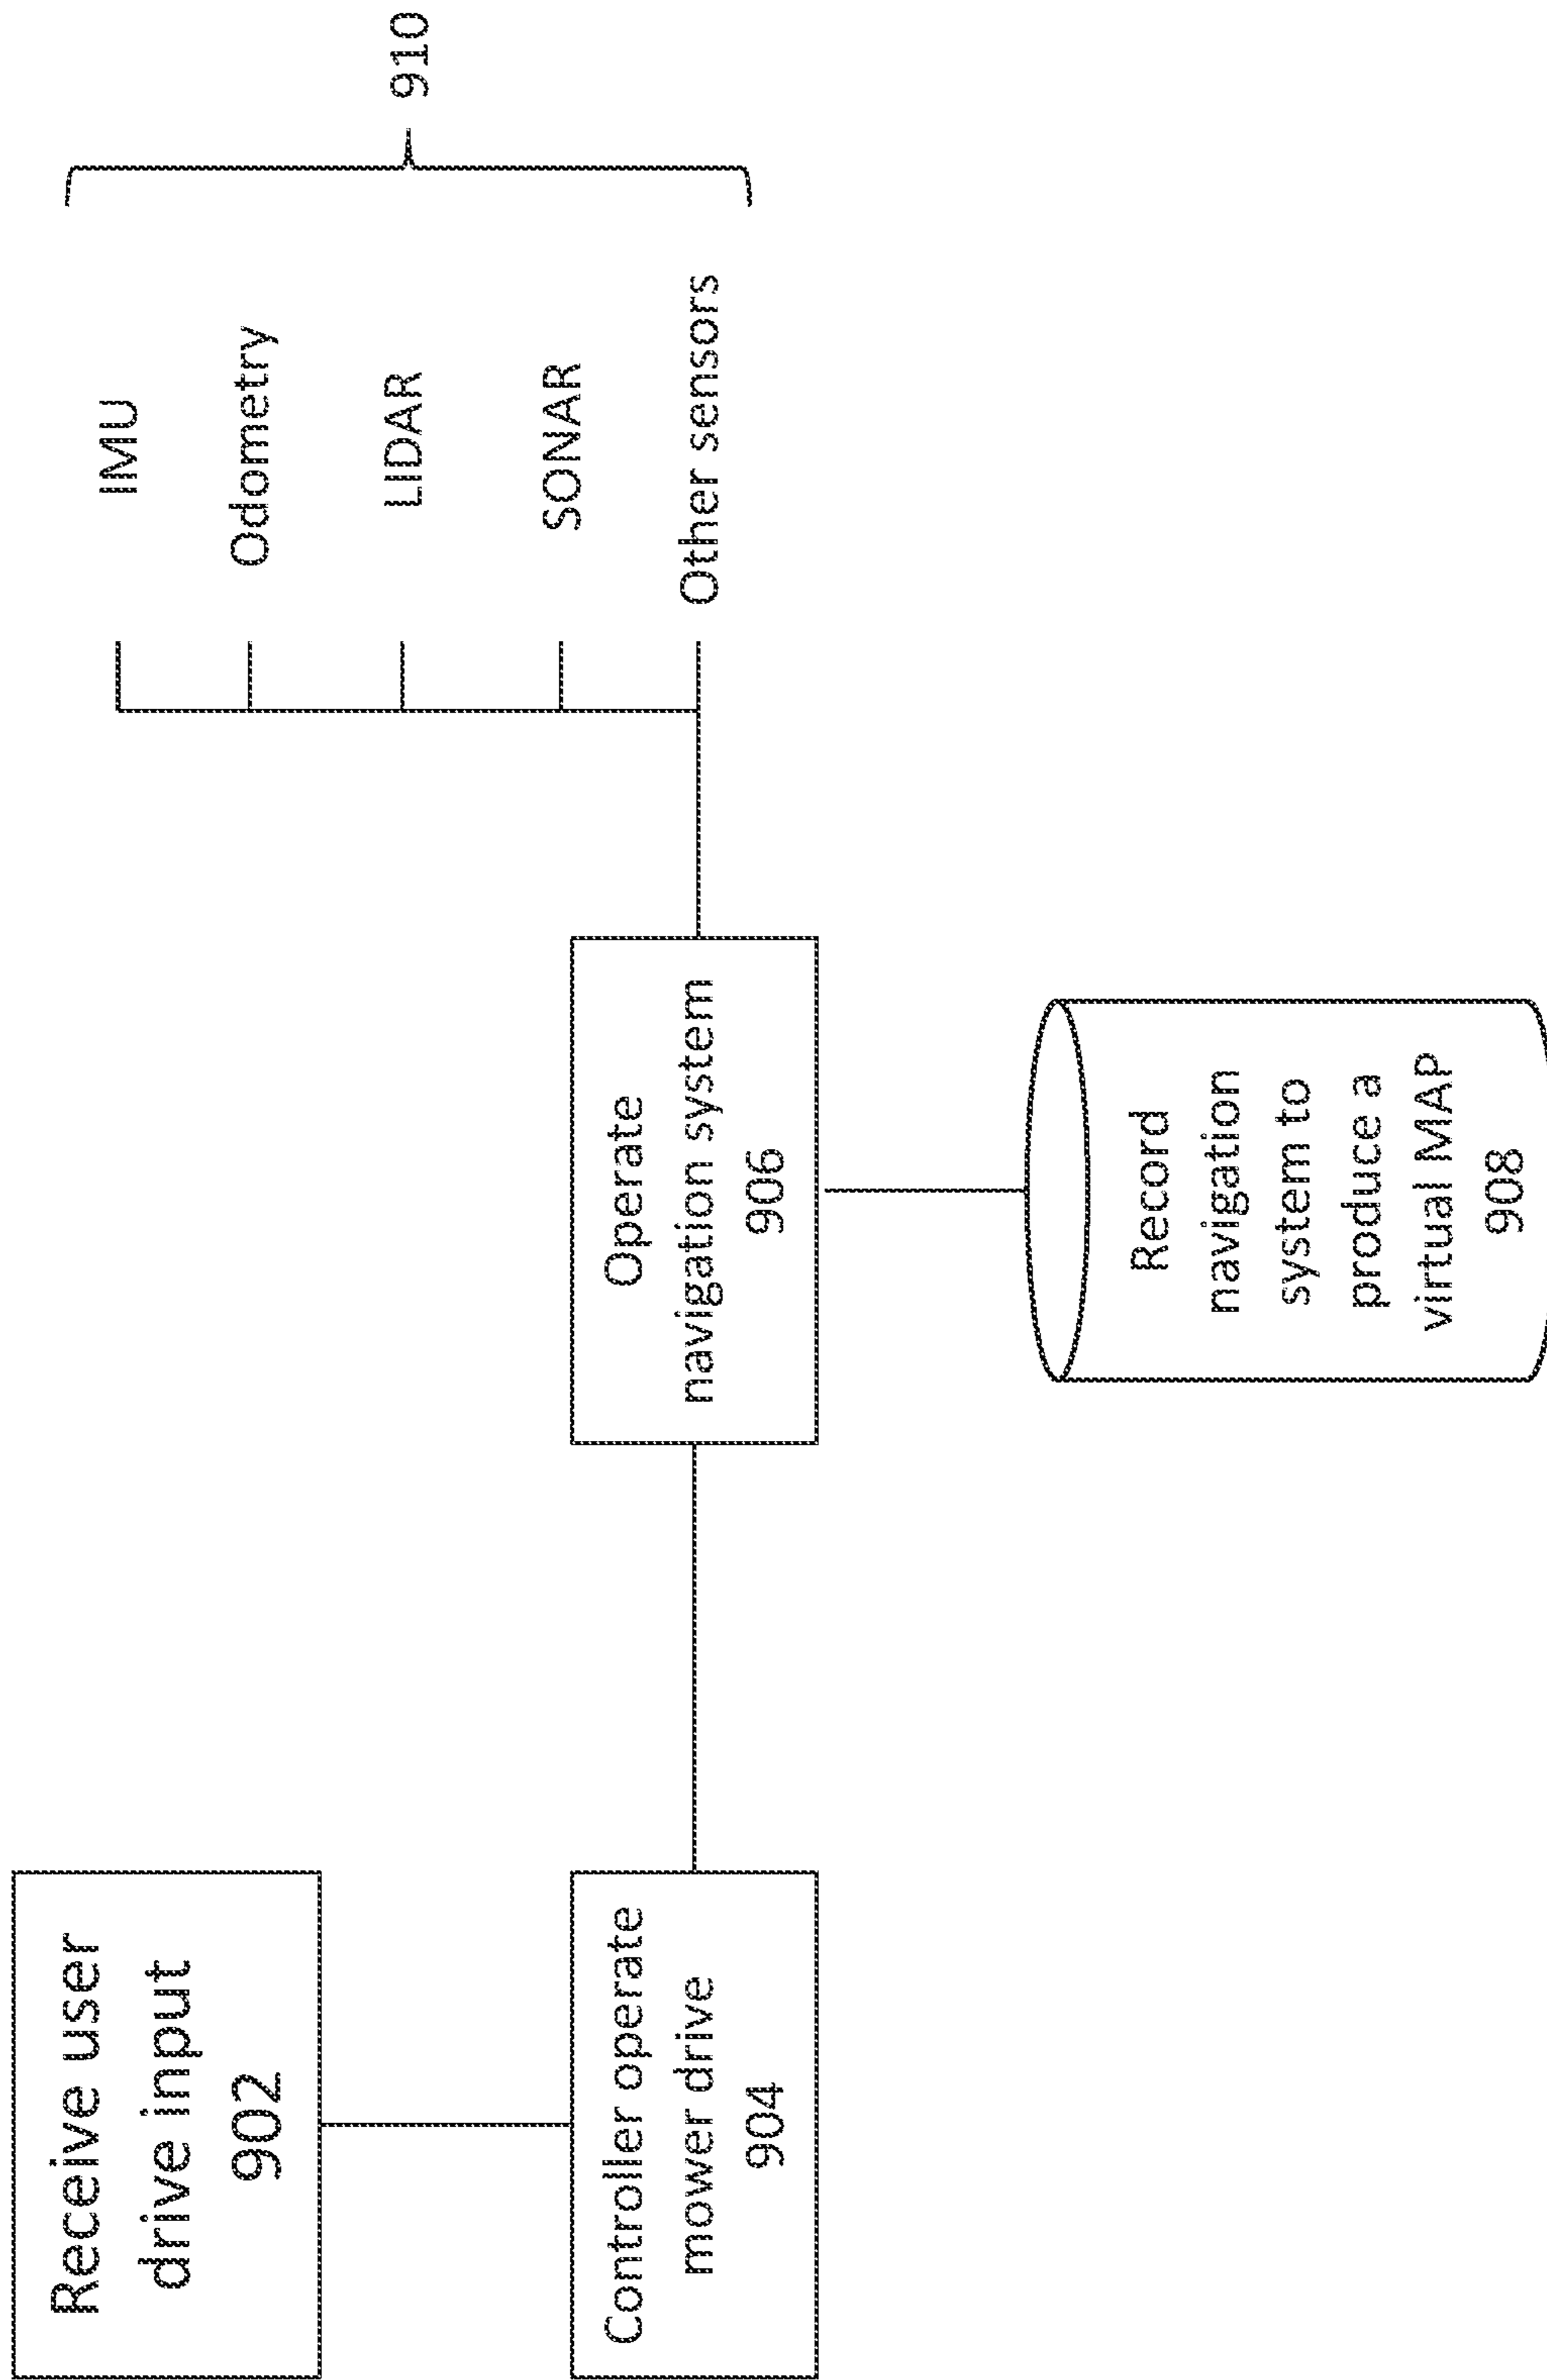 Receive user
drive input
902
Controller operate
mower drive
904
Operate
navigation system
906
Record
navigation
system to
produce a
virtual MAP
908
IMU
Odometry
LIDAR
SONAR
Other sensors
910